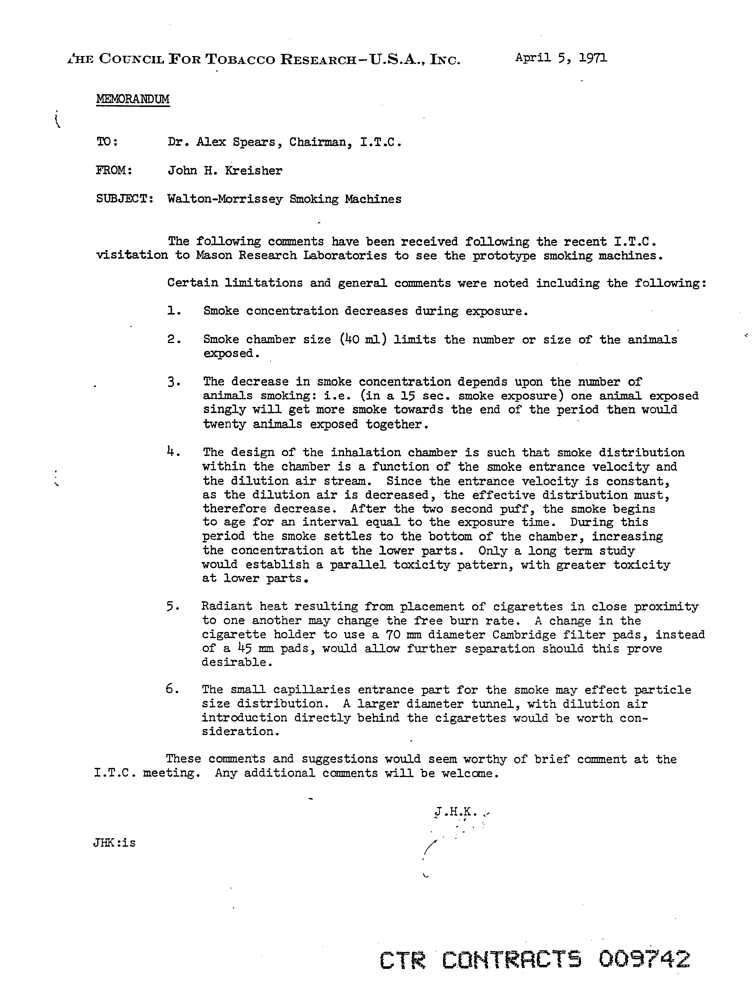 THE COUNCIL FOR TOBACCO RESEARCH-U.S.A., INC. April 5, 1971
MEMORANDUM
TO: Dr. Alex Spears, Chairman, I.T.C.
FROM: John H. Kreisher
SUBJECT: Walton-Morrissey Smoking Machines
The following comments have been received following the recent I.T.C.
visitation to Mason Research Laboratories to see the prototype smoking machines.
Certain limitations and general comments were noted including the following:
1. Smoke concentration decreases during exposure.
2. Smoke chamber size (40 ml) limits the number or size of the animals
exposed.
3. The decrease in smoke concentration depends upon the number of
animals smoking: i.e. (in a 15 sec. smoke exposure) one animal exposed
singly will get more smoke towards the end of the period then would
twenty animals exposed together.
4. The design of the inhalation chamber is such that smoke distribution
within the chamber is a function of the smoke entrance velocity and
the dilution air stream. Since the entrance velocity is constant,
as the dilution air is decreased, the effective distribution must,
therefore decrease. After the two second puff, the smoke begins
to age for an interval equal to the exposure time. During this
period the smoke settles to the bottom of the chamber, increasing
the concentration at the lower parts. Only a long term study
would establish a parallel toxicity pattern, with greater toxicity
at lower parts.
5. Radiant heat resulting from placement of cigarettes in close proximity
to one another may change the free burn rate. A change in the
cigarette holder to use a 70 mm diameter Cambridge filter pads, instead
of a 45 mm pads, would allow further separation should this prove
desirable.
6. The small capillaries entrance part for the smoke may effect particle
size distribution. A larger diameter tunnel, with dilution air
introduction directly behind the cigarettes would be worth con-
sideration.
These comments and suggestions would seem worthy of brief comment at the
I.T.C. meeting. Any additional comments will be welcome.
J.H.K.
JHK:is
CTR CONTRACTS 009742